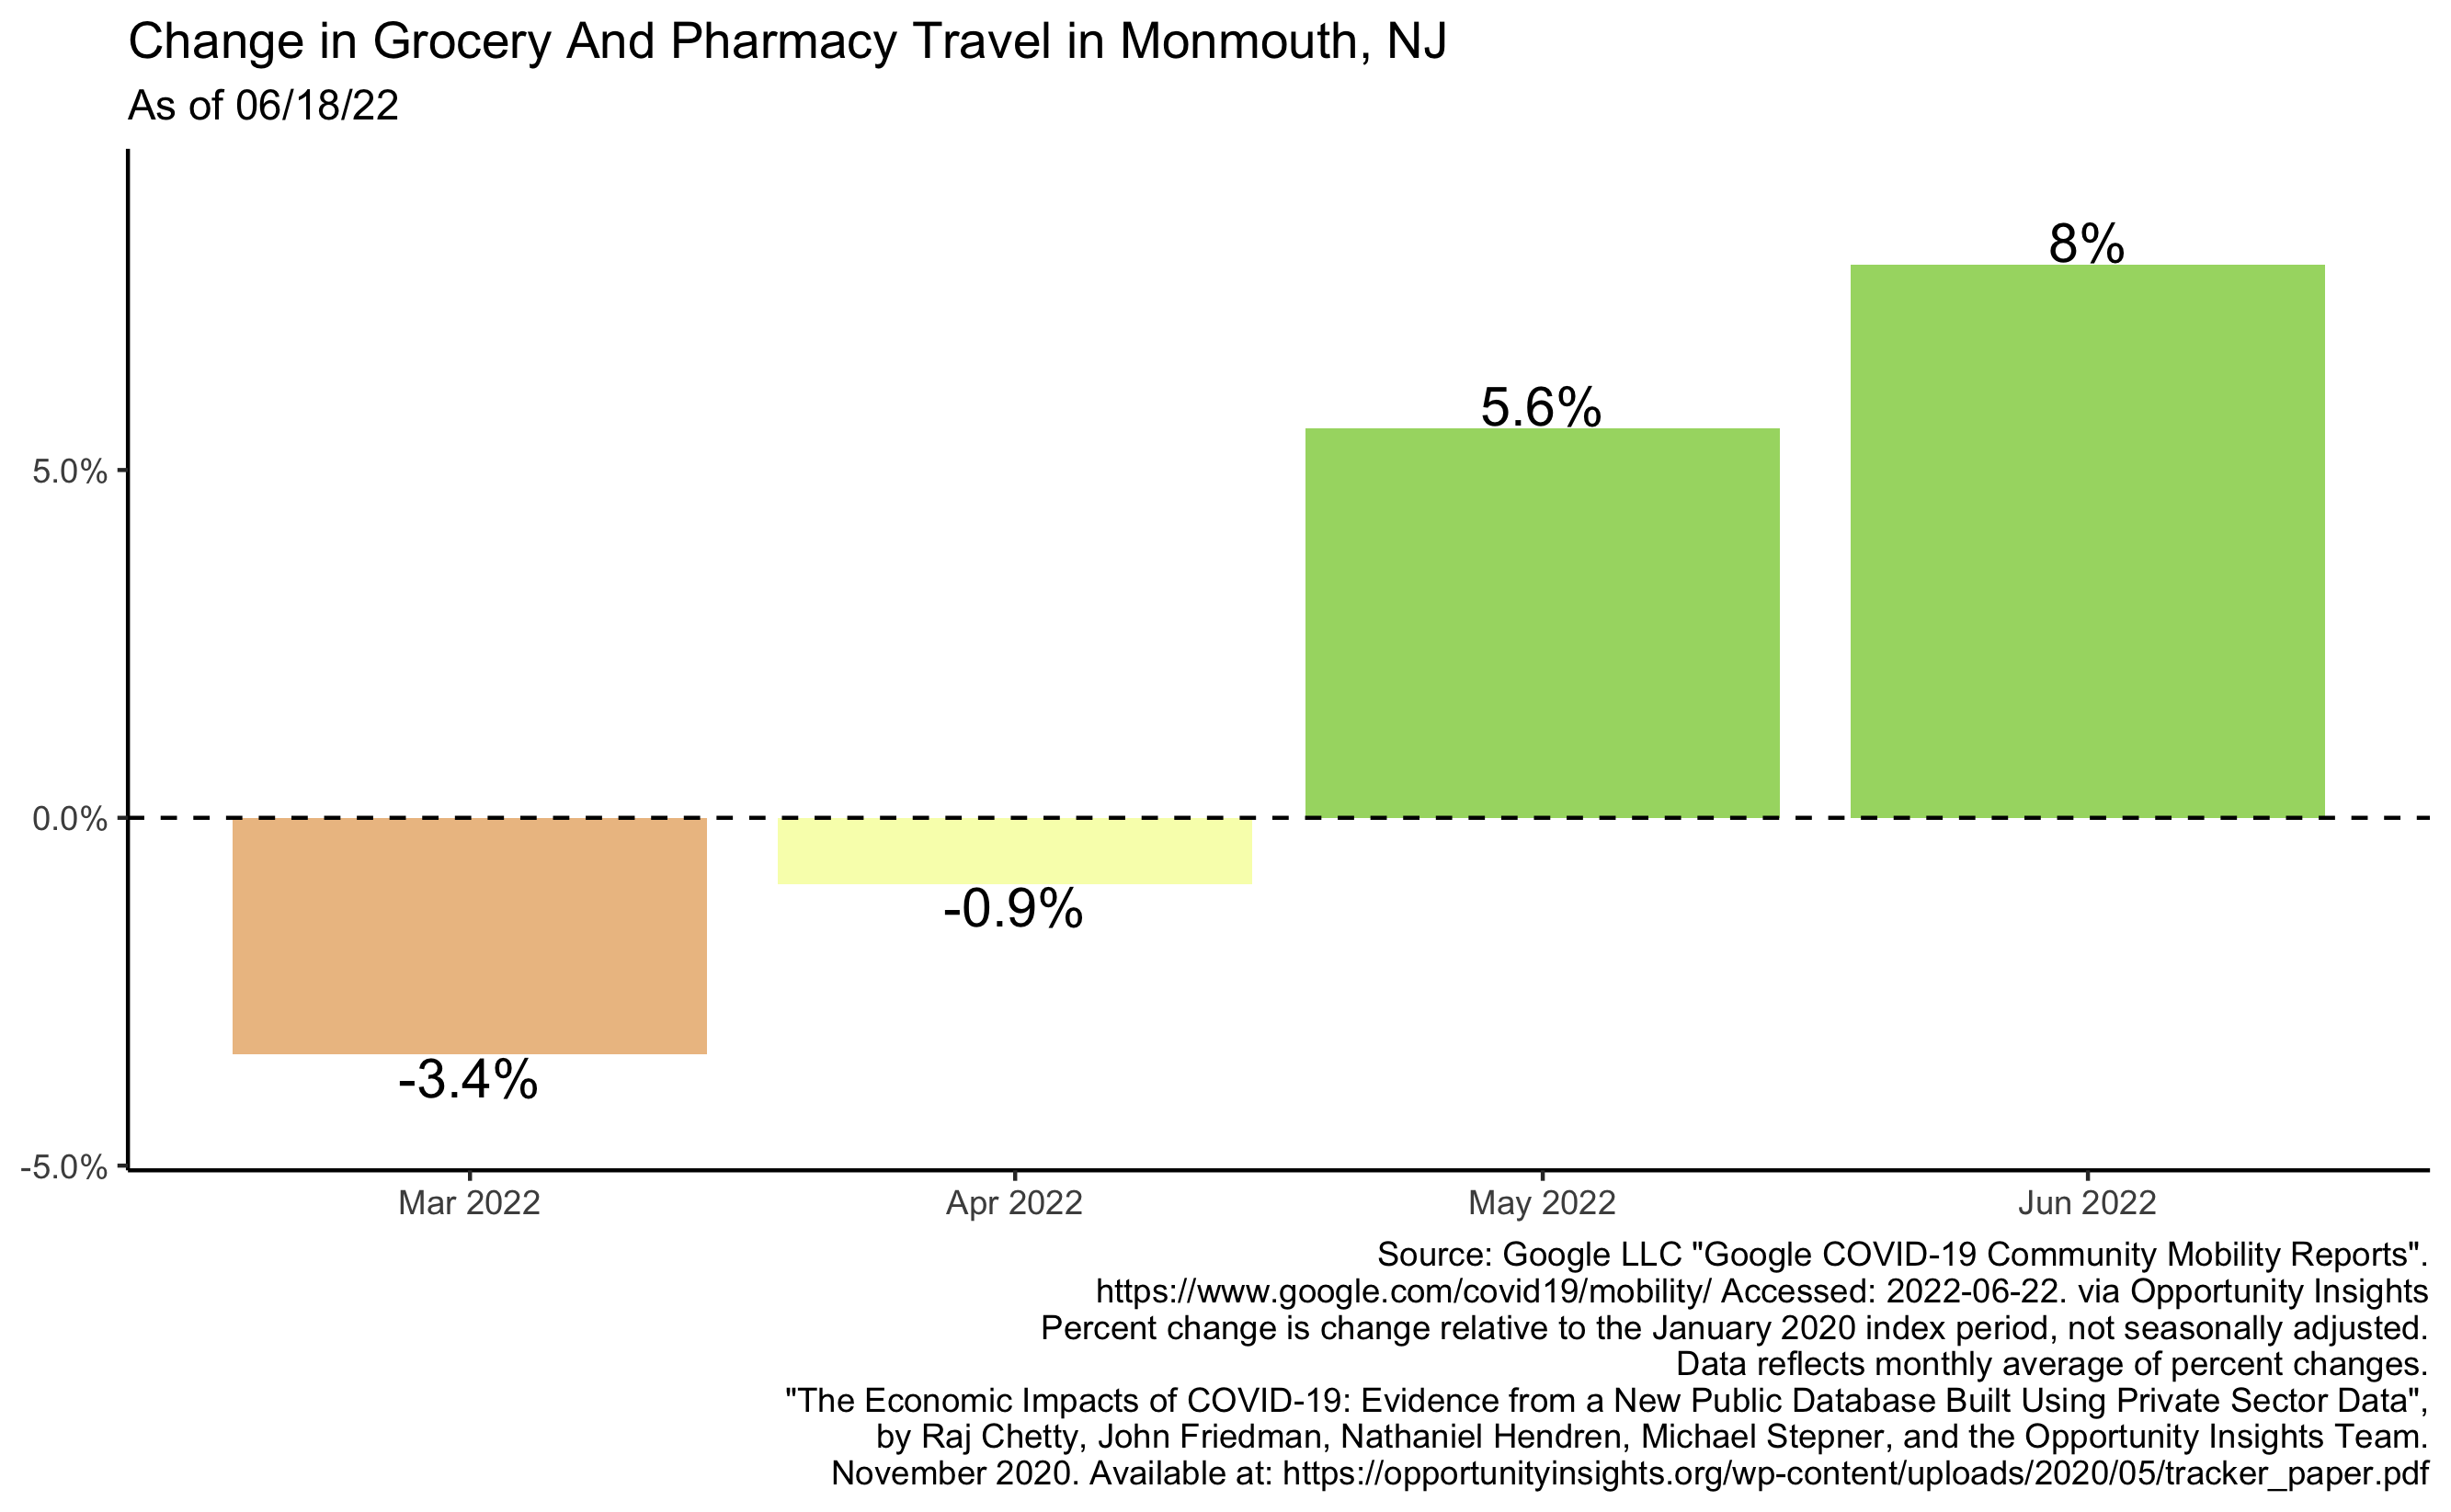 Change in Grocery And Pharmacy Travel in Monmouth, NJ
As of 06/18/22
8%
5.6%
5.0%
0.0%
-0.9%
-3.4%
-5.0%
Mar 2022 Apr 2022 May 2022 Jun 2022
Source: Google LLC "Google COVID-19 Community Mobility Reports".
https://www.google.com/covid19/mobility/ Accessed: 2022-06-22. via Opportunity Insights
Percent change is change relative to the January 2020 index period, not seasonally adjusted.
Data reflects monthly average of percent changes.
"The Economic Impacts of COVID-19: Evidence from a New Public Database Built Using Private Sector Data",
by Raj Chetty, John Friedman, Nathaniel Hendren, Michael Stepner, and the Opportunity Insights Team.
November 2020. Available at: https://opportunityinsights.org/wp-content/uploads/2020/05/tracker_paper.pdf